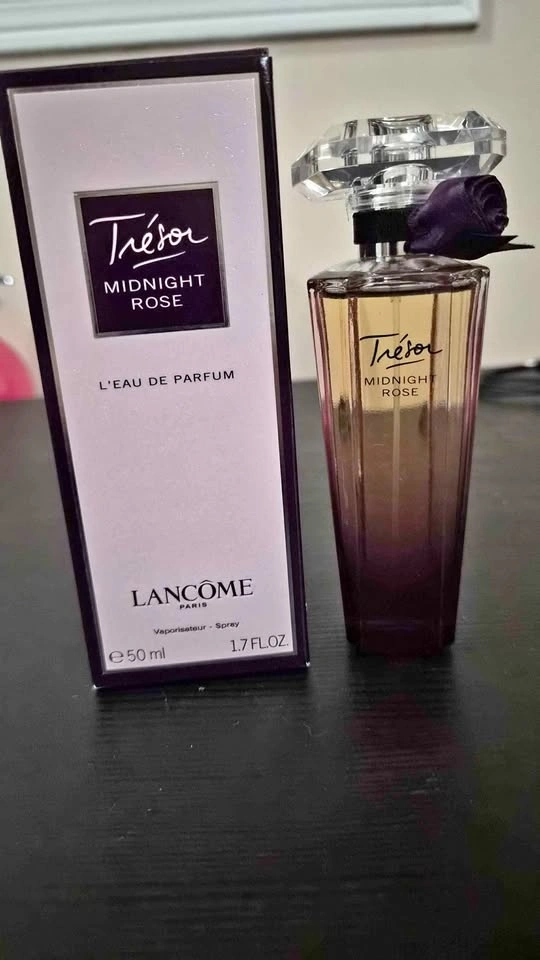 Trésor
MIDNIGHT
ROSE
L'EAU DE PARFUM
LANCÔME
PARIS
Vaporisateur - Spray
e 50 ml 1.7 FL.OZ.
Trésor
MIDNIGHT
ROSE